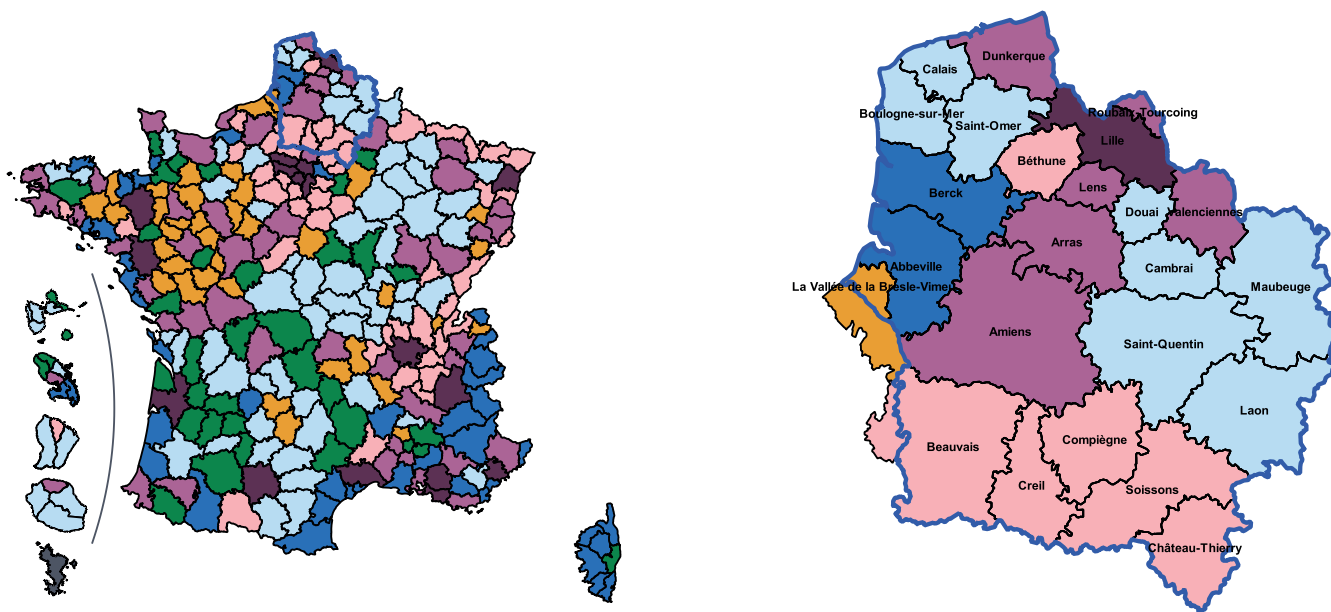 Dunkerque
Calais
Boulogne-sur-Mer
Roubaix-Tourcoing
Saint-Omer
Lille
Béthune
Berck
Lens
Douai
Valenciennes
Arras
Abbeville
Cambrai
La Vallée de la Bresle-Vimeu
Maubeuge
Amiens
Saint-Quentin
Laon
Beauvais
Compiègne
Creil
Soissons
Château-Thierry